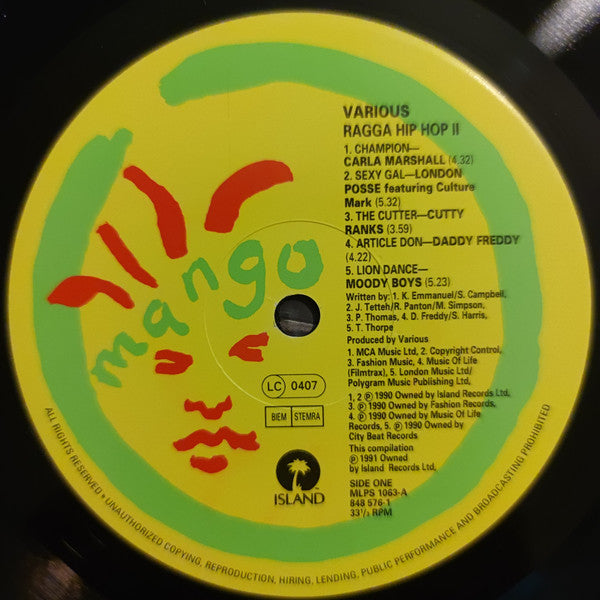 VARIOUS
RAGGA HIP HOP II
1. CHAMPION—
CARLA MARSHALL (4.32)
2. SEXY GAL—LONDON
POSSE featuring Culture
Mark (5.32)
3. THE CUTTER—CUTTY
RANKS (3.59)
4. ARTICLE DON—DADDY FREDDY
(4.22)
5. LION DANCE—
MOODY BOYS (5.23)
Written by: 1. K. Emmanuel/S. Campbell,
2. J. Tetteh/R. Panton/M. Simpson,
3. P. Thomas, 4. D. Freddy/S. Harris,
5. T. Thorpe
Produced by Various
1. MCA Music Ltd, 2. Copyright Control,
3. Fashion Music, 4. Music Of Life
(Filmtrax), 5. London Music Ltd/
Polygram Music Publishing Ltd,
1, 2 ℗ 1990 Owned by Island Records Ltd,
3. ℗ 1990 Owned by Fashion Records,
4. ℗ 1990 Owned by Music Of Life
Records, 5. ℗ 1990 Owned by
City Beat Records
This compilation
℗ 1991 Owned
by Island Records Ltd,
SIDE ONE
MLPS 1063-A
848 576-1
33⅓ RPM
mango
LC 0407
BIEM STEMRA
ISLAND
ALL RIGHTS RESERVED • UNAUTHORIZED COPYING, REPRODUCTION, HIRING, LENDING, PUBLIC PERFORMANCE AND BROADCASTING PROHIBITED